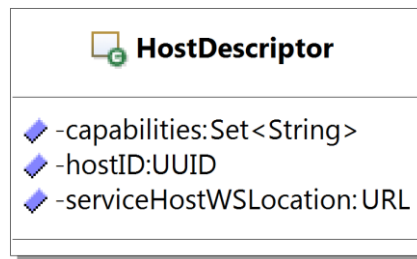 HostDescriptor
-capabilities:Set<String>
-hostID:UUID
-serviceHostWSLocation:URL